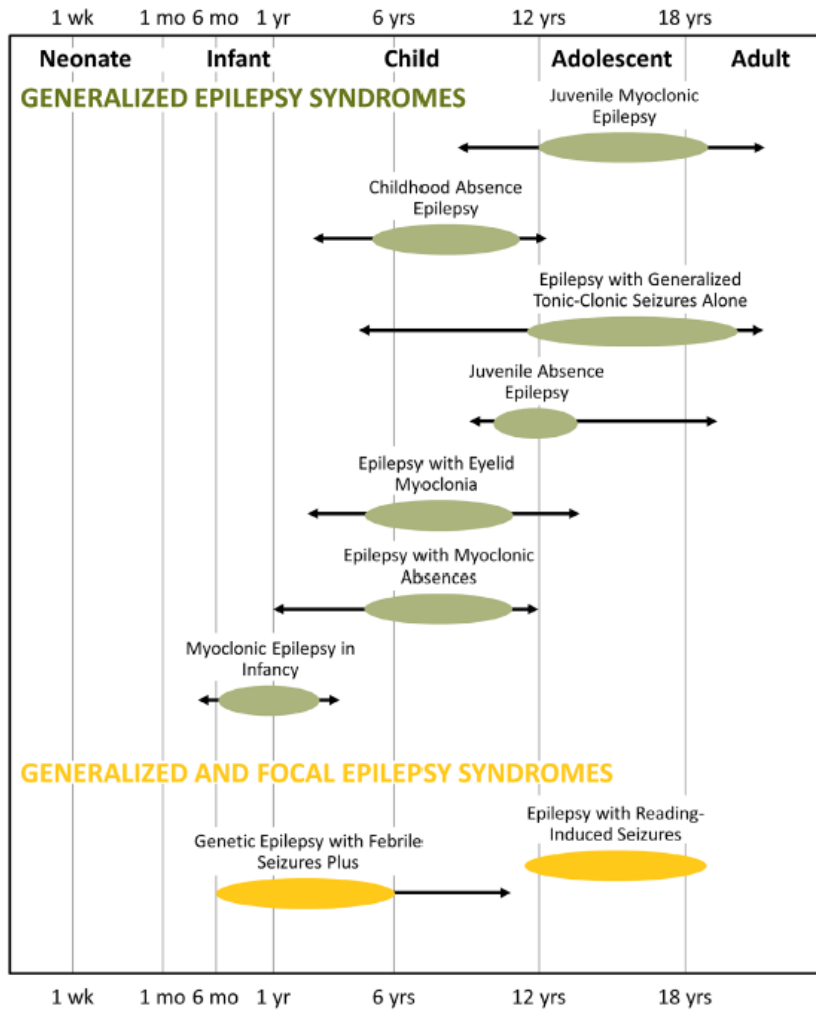 1 wk 1 mo 6 mo 1 yr 6 yrs 12 yrs 18 yrs
Neonate Infant Child Adolescent Adult
GENERALIZED EPILEPSY SYNDROMES
Juvenile Myoclonic
Epilepsy
Childhood Absence
Epilepsy
Epilepsy with Generalized
Tonic-Clonic Seizures Alone
Juvenile Absence
Epilepsy
Epilepsy with Eyelid
Myoclonia
Epilepsy with Myoclonic
Absences
Myoclonic Epilepsy in
Infancy
GENERALIZED AND FOCAL EPILEPSY SYNDROMES
Epilepsy with Reading-
Induced Seizures
Genetic Epilepsy with Febrile
Seizures Plus
1 wk 1 mo 6 mo 1 yr 6 yrs 12 yrs 18 yrs